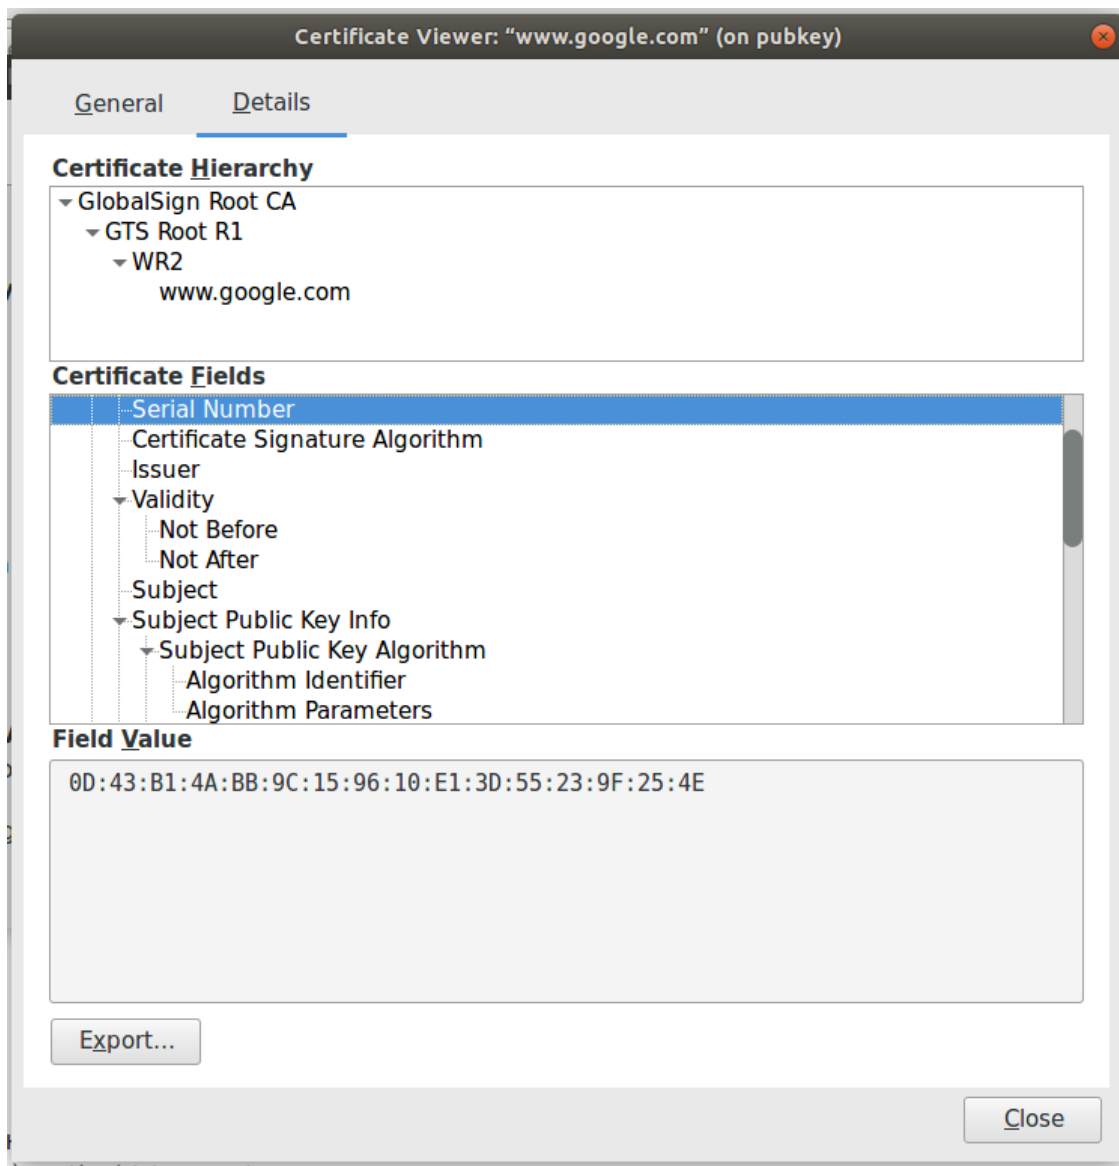 Certificate Viewer: “www.google.com” (on pubkey)
General Details
Certificate Hierarchy
GlobalSign Root CA
GTS Root R1
WR2
www.google.com
Certificate Fields
Serial Number
Certificate Signature Algorithm
Issuer
Validity
Not Before
Not After
Subject
Subject Public Key Info
Subject Public Key Algorithm
Algorithm Identifier
Algorithm Parameters
Field Value
0D:43:B1:4A:BB:9C:15:96:10:E1:3D:55:23:9F:25:4E
Export...
Close